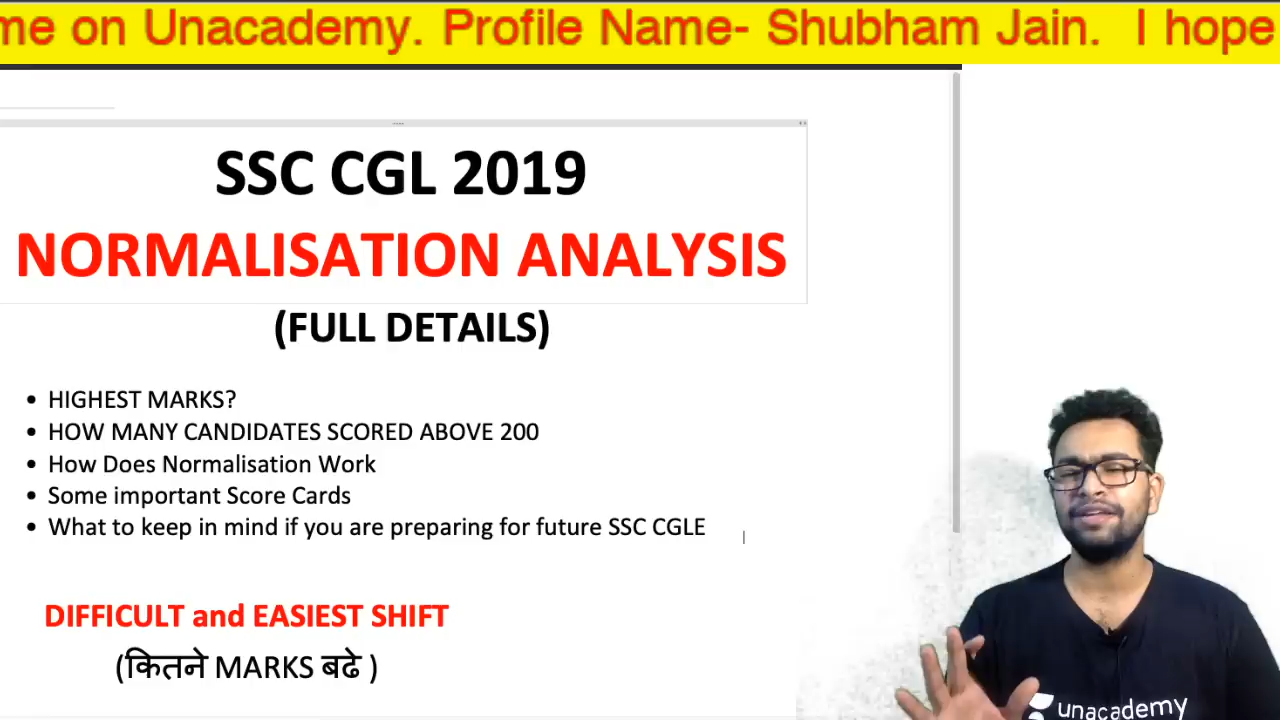 me on Unacademy. Profile Name- Shubham Jain. I hope
SSC CGL 2019
NORMALISATION ANALYSIS
(FULL DETAILS)
• HIGHEST MARKS?
• HOW MANY CANDIDATES SCORED ABOVE 200
• How Does Normalisation Work
• Some important Score Cards
• What to keep in mind if you are preparing for future SSC CGLE
DIFFICULT and EASIEST SHIFT
(कितने MARKS बढे )
unacademy